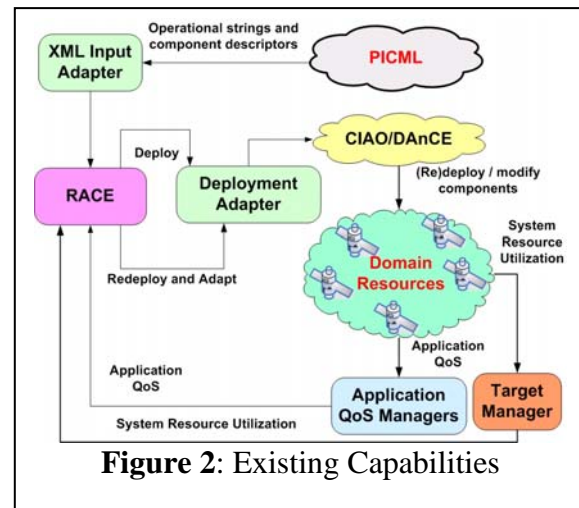 Operational strings and
component descriptors
XML Input
Adapter
PICML
CIAO/DAnCE
Deploy
(Re)deploy / modify
components
RACE
Deployment
Adapter
System
Resource
Utilization
Domain
Resources
Redeploy and Adapt
Application
QoS
Application
QoS
Application
QoS Managers
Target
Manager
System Resource Utilization
Figure 2: Existing Capabilities